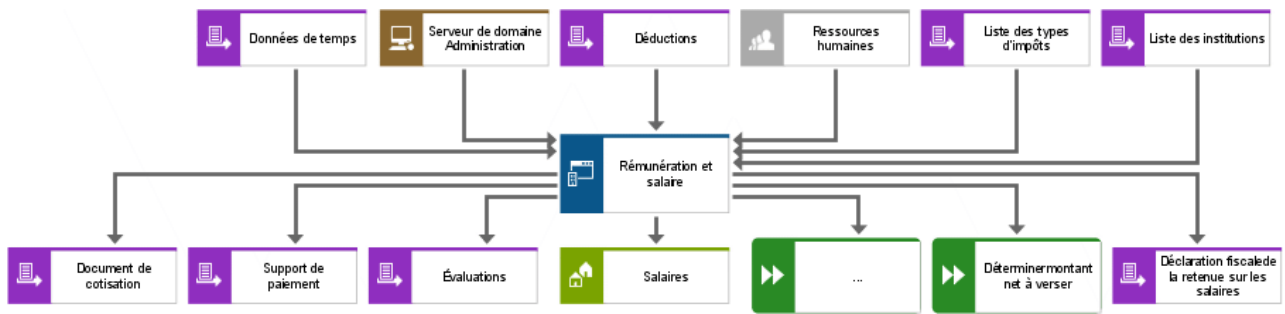 Données de temps
Serveur de domaine
Administration
Déductions
Ressources
humaines
Liste des types
d'impôts
Liste des institutions
Rémunération et
salaire
Document de
cotisation
Support de
paiement
Évaluations
Salaires
...
Déterminermontant
net à verser
Déclaration fiscalede
la retenue sur les
salaires